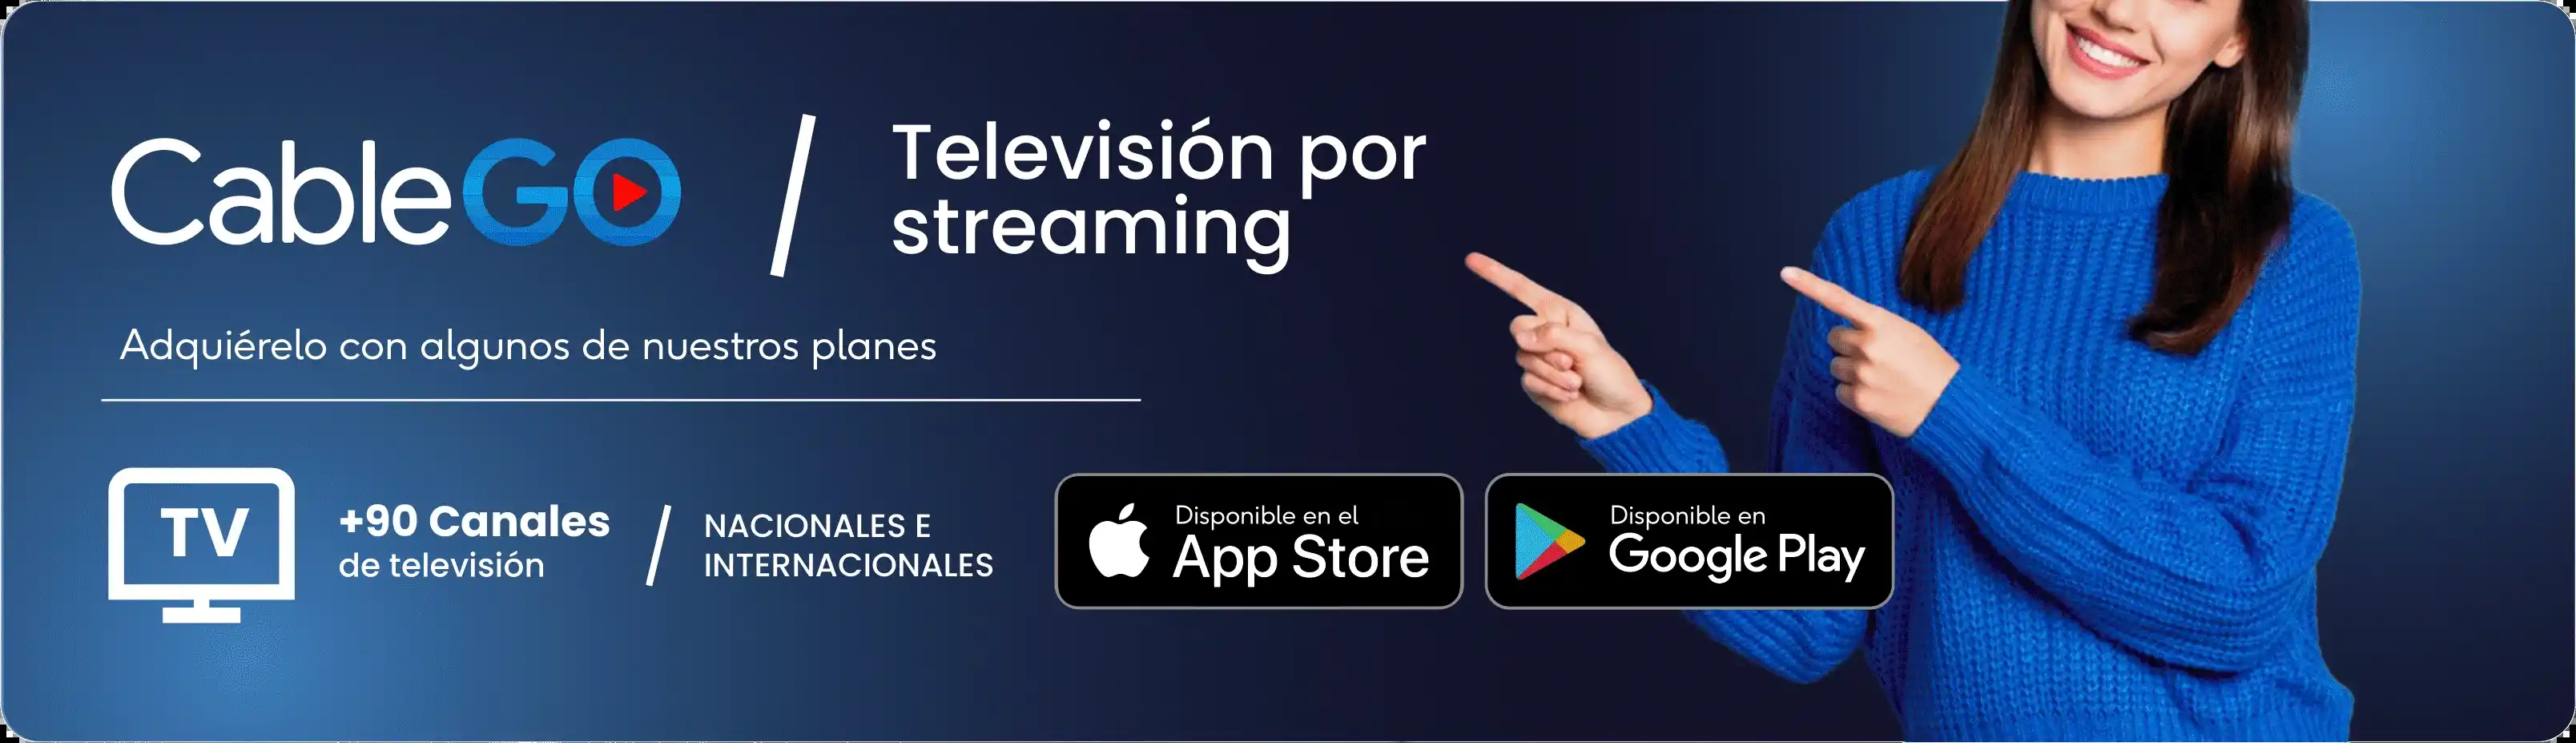 CableGO
Televisión por
streaming
Adquiérelo con algunos de nuestros planes
TV
+90 Canales
de televisión
NACIONALES E
INTERNACIONALES
Disponible en el
App Store
Disponible en
Google Play